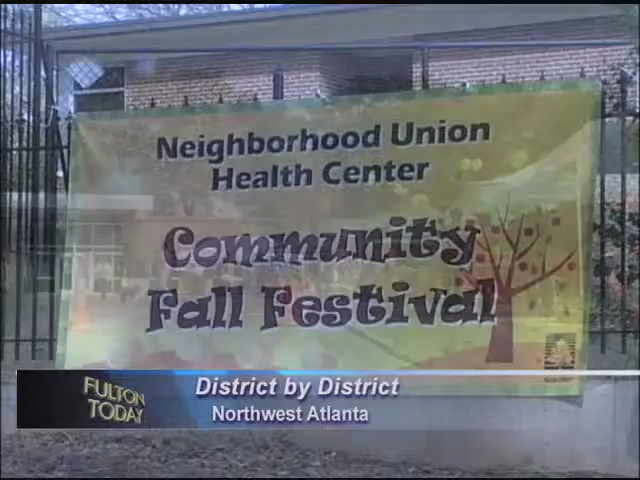 Neighborhood Union
Health Center
Community
Fall Festival
FULTON
TODAY
District by District
Northwest Atlanta